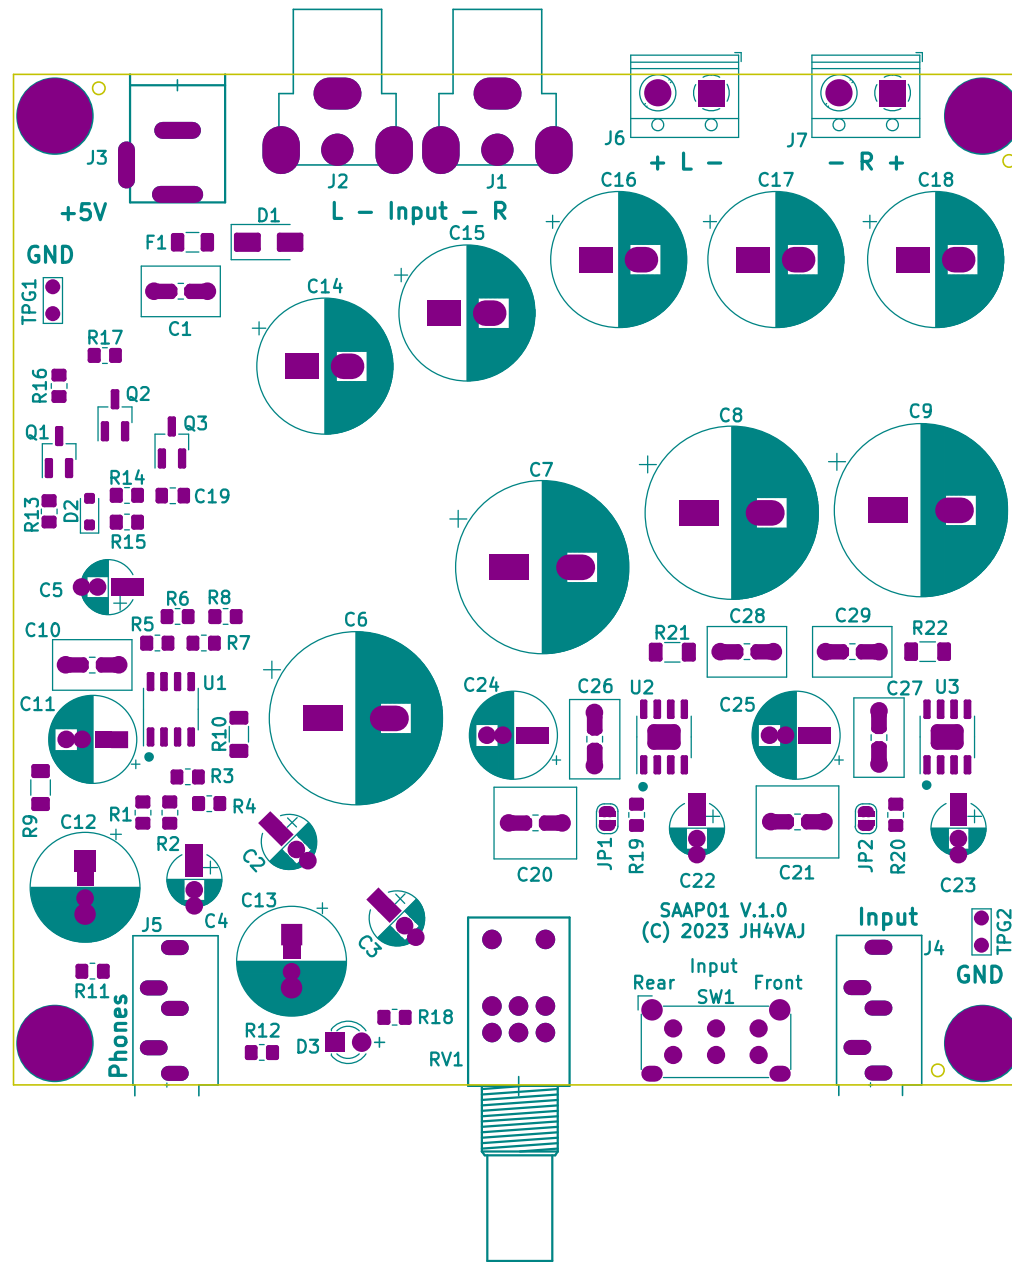 J6
J7
J3
+ L -
- R +
J2
J1
C16
C17
C18
+5V
L - Input - R
D1
C15
F1
GND
TPG1
C14
C1
R17
R16
Q2
Q1
Q3
C8
C9
C7
R14
C19
R13
D2
R15
C5
R6
R8
R5
R7
C10
C6
R21
C28
C29
R22
U1
C11
R10
C24
C26
U2
C25
C27
U3
R3
R9
R1
R4
R2
C12
C2
JP1
R19
JP2
R20
C20
C22
C21
C23
C13
C4
J5
C3
SAAP01 V.1.0
(C) 2023 JH4VAJ
Input
TPG2
J4
GND
R11
Phones
Input
Rear
SW1
Front
R18
R12
D3
RV1